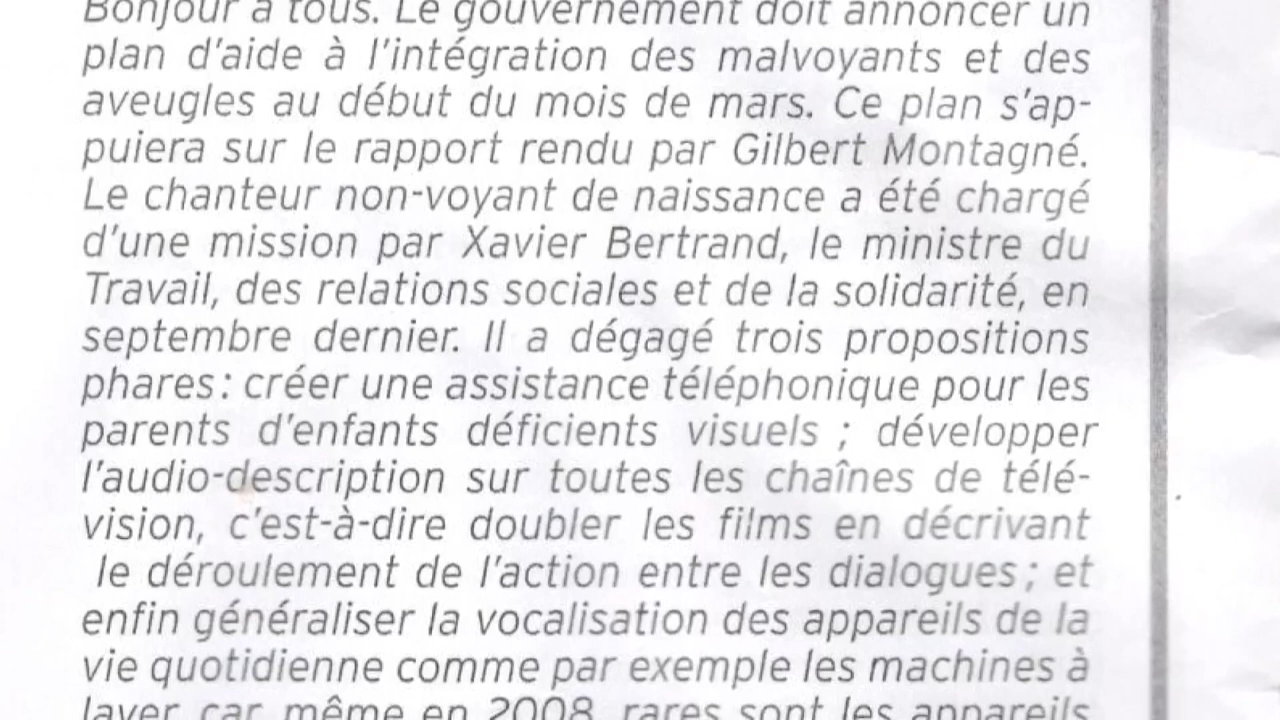 Bonjour à tous. Le gouvernement doit annoncer un
plan d'aide à l'intégration des malvoyants et des
aveugles au début du mois de mars. Ce plan s'ap-
puiera sur le rapport rendu par Gilbert Montagné.
Le chanteur non-voyant de naissance a été chargé
d'une mission par Xavier Bertrand, le ministre du
Travail, des relations sociales et de la solidarité, en
septembre dernier. Il a dégagé trois propositions
phares : créer une assistance téléphonique pour les
parents d'enfants déficients visuels ; développer
l'audio-description sur toutes les chaînes de télé-
vision, c'est-à-dire doubler les films en décrivant
le déroulement de l'action entre les dialogues ; et
enfin généraliser la vocalisation des appareils de la
vie quotidienne comme par exemple les machines à
laver car même en 2008, rares sont les appareils